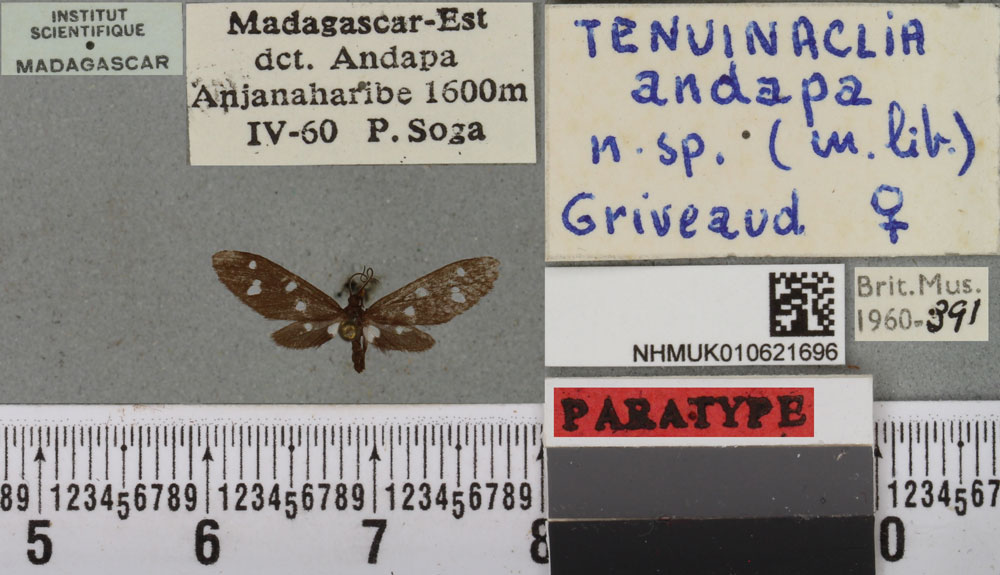 INSTITUT
SCIENTIFIQUE
MADAGASCAR
Madagascar-Est
dct. Andapa
Anjanaharibe 1600m
IV-60 P. Soga
TENUINACLIA
andapa
n. sp. (in. lit.)
Griveaud ♀
NHMUK010621696
Brit. Mus.
1960-391
PARATYPE
89 123456789 123456789 123456789 123456789
5 6 7 8 0